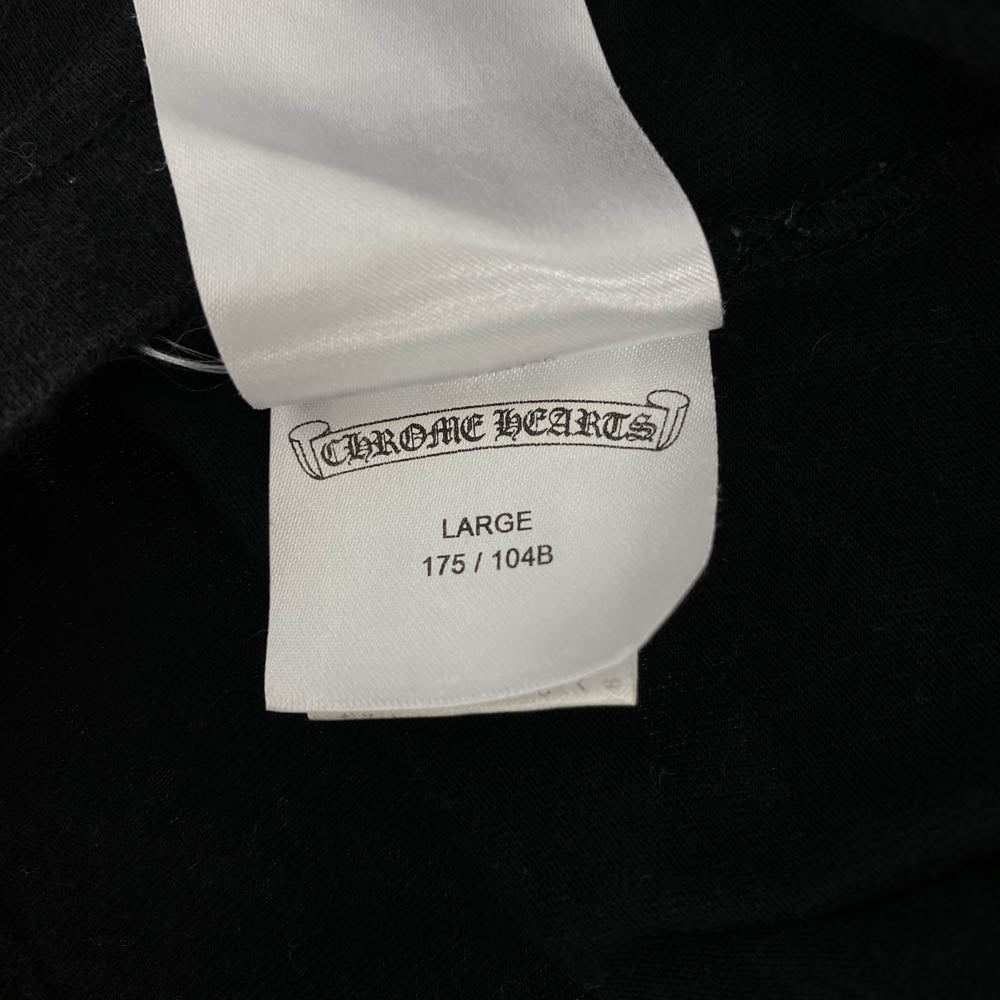 CHROME HEARTS
LARGE
175 / 104B